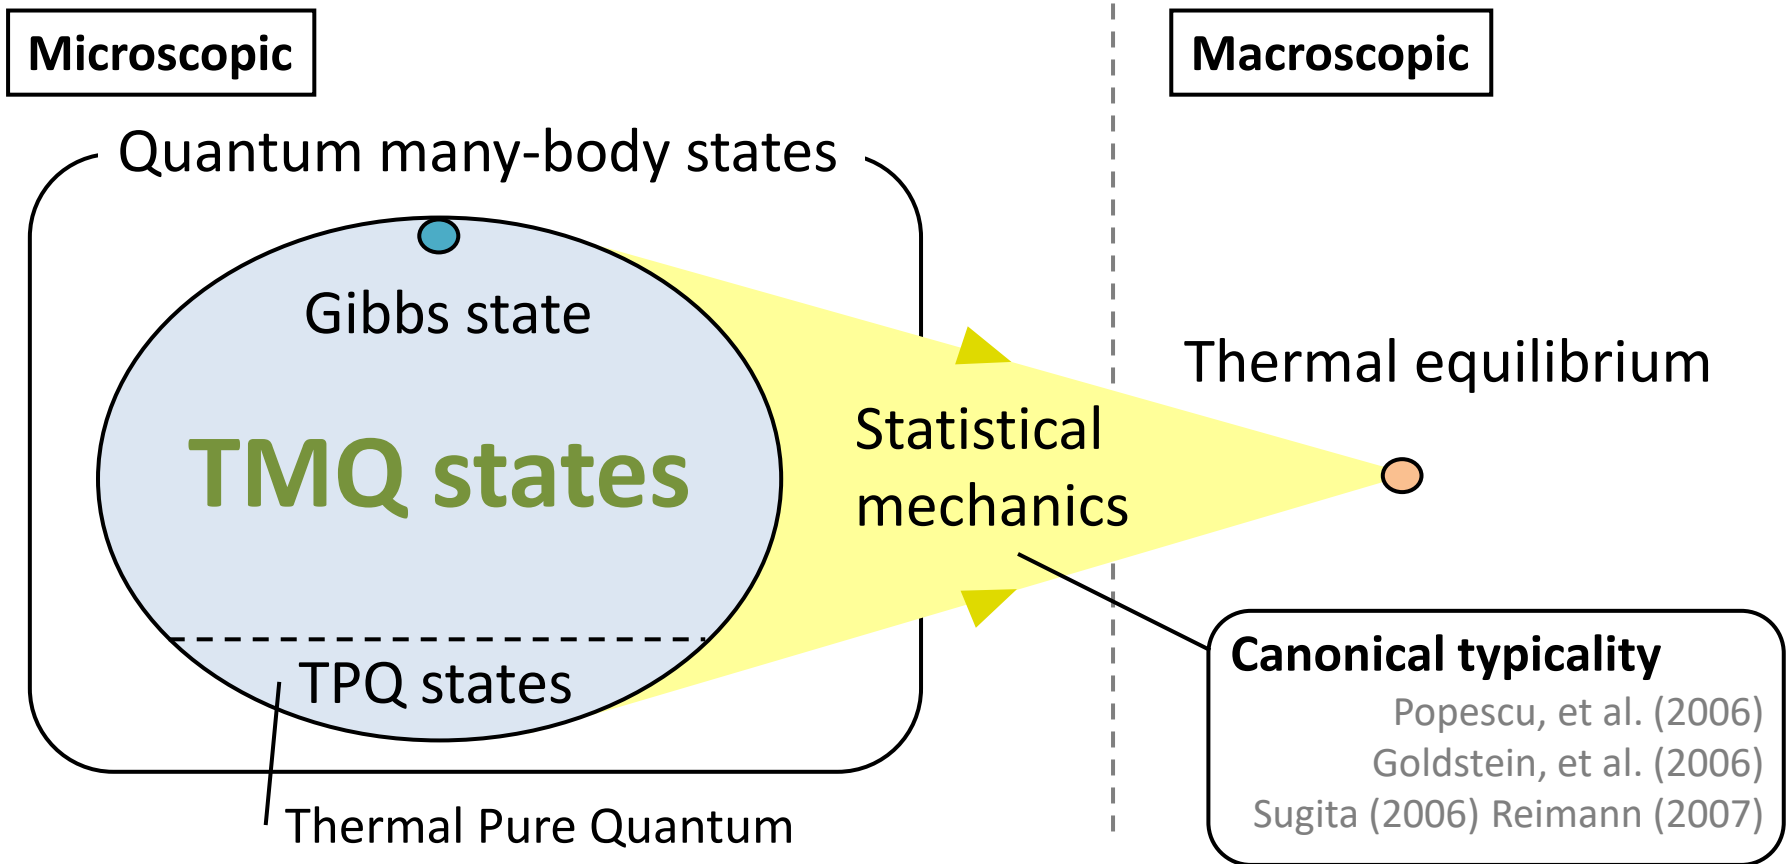 Microscopic
Macroscopic
Quantum many-body states
Gibbs state
TMQ states
TPQ states
Thermal Pure Quantum
Statistical
mechanics
Thermal equilibrium
Canonical typicality
Popescu, et al. (2006)
Goldstein, et al. (2006)
Sugita (2006) Reimann (2007)